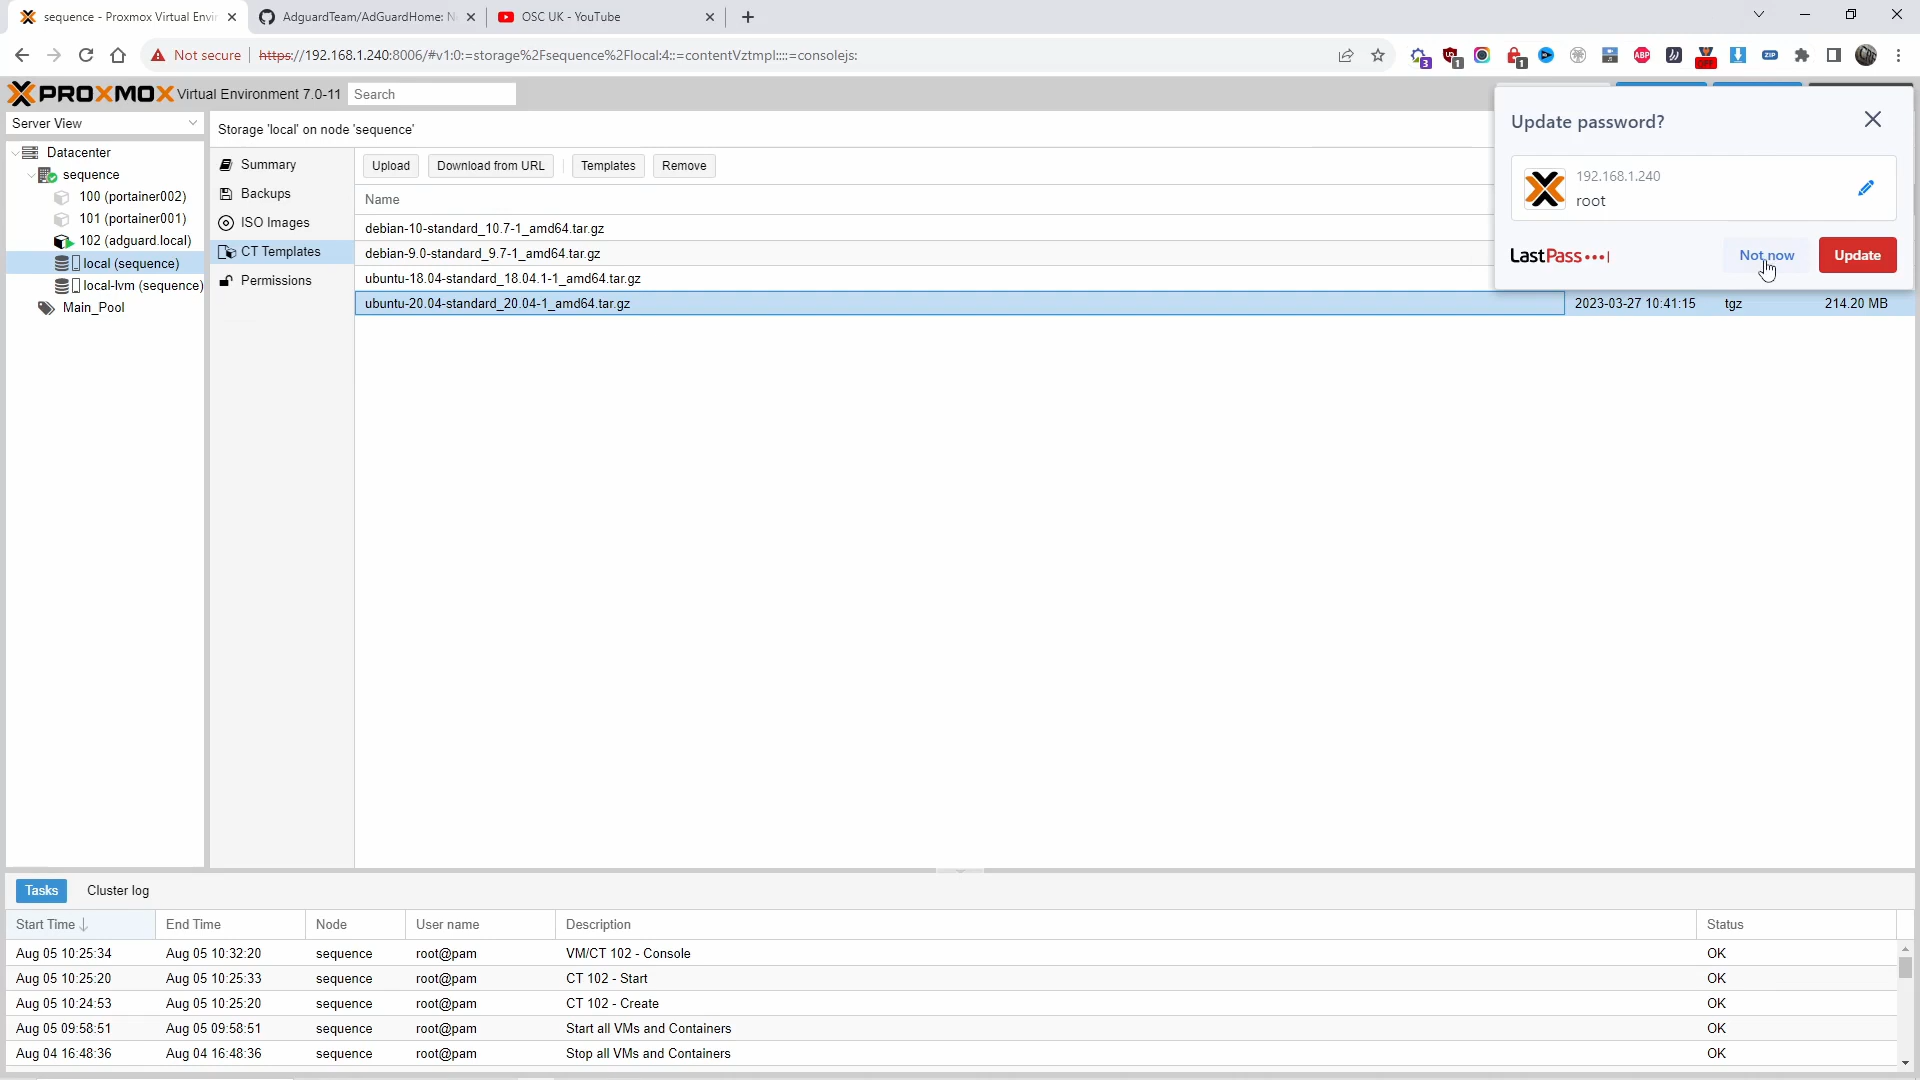 sequence - Proxmox Virtual Envir
AdguardTeam/AdGuardHome: N
OSC UK - YouTube
Not secure
https://192.168.1.240:8006/#v1:0:=storage%2Fsequence%2Flocal:4::=contentVztmpl::::=consolejs:
3
1
1
ABP
OFF
ZIP
PROXMOX Virtual Environment 7.0-11
Search
Server View
Datacenter
sequence
100 (portainer002)
101 (portainer001)
102 (adguard.local)
local (sequence)
local-lvm (sequence)
Main_Pool
Storage 'local' on node 'sequence'
Summary
Backups
ISO Images
CT Templates
Permissions
Upload
Download from URL
Templates
Remove
Name
debian-10-standard_10.7-1_amd64.tar.gz
debian-9.0-standard_9.7-1_amd64.tar.gz
ubuntu-18.04-standard_18.04.1-1_amd64.tar.gz
ubuntu-20.04-standard_20.04-1_amd64.tar.gz 2023-03-27 10:41:15 tgz 214.20 MB
Update password?
192.168.1.240
root
LastPass
Not now
Update
Tasks
Cluster log
Start Time End Time Node User name Description Status
Aug 05 10:25:34 Aug 05 10:32:20 sequence root@pam VM/CT 102 - Console OK
Aug 05 10:25:20 Aug 05 10:25:33 sequence root@pam CT 102 - Start OK
Aug 05 10:24:53 Aug 05 10:25:20 sequence root@pam CT 102 - Create OK
Aug 05 09:58:51 Aug 05 09:58:51 sequence root@pam Start all VMs and Containers OK
Aug 04 16:48:36 Aug 04 16:48:36 sequence root@pam Stop all VMs and Containers OK